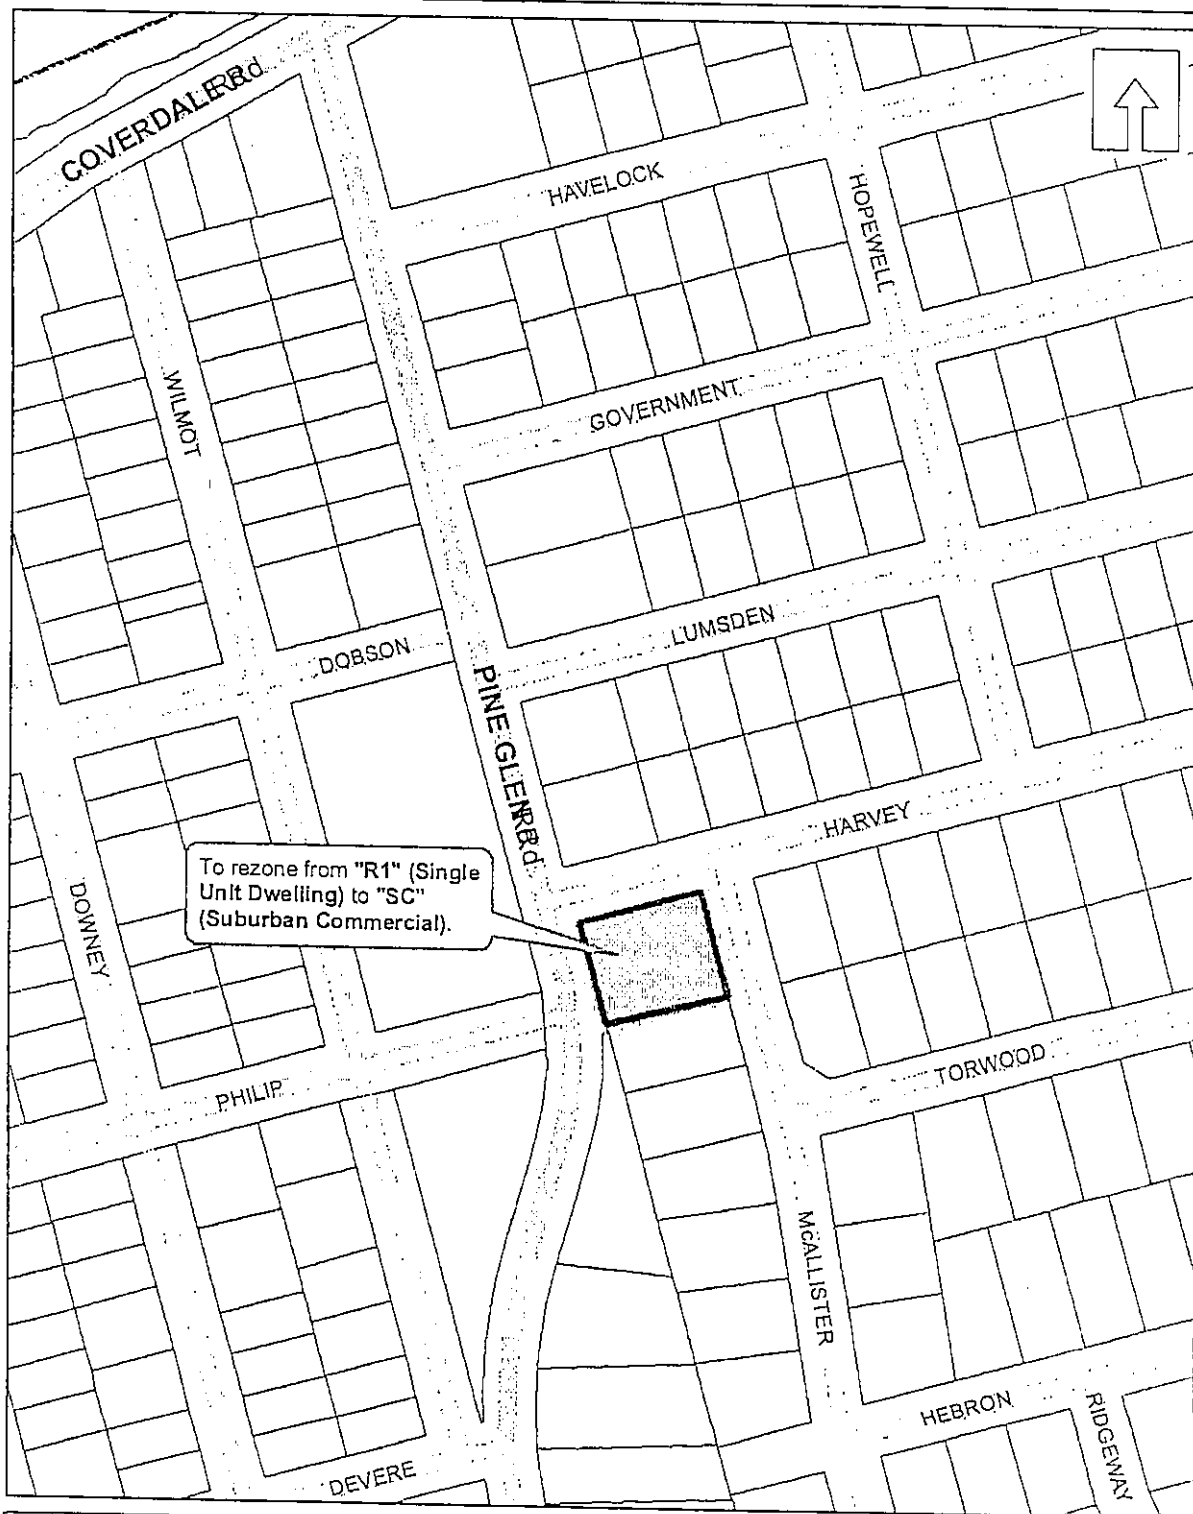 COVERDALE Rd
HAVELOCK
HOPEWELL
WILMOT
GOVERNMENT
LUMSDEN
DOBSON
PINE GLEN Rd
HARVEY
To rezone from "R1" (Single
Unit Dwelling) to "SC"
(Suburban Commercial).
DOWNEY
TORWOOD
PHILIP
McALLISTER
HEBRON
RIDGEWAY
DEVERE